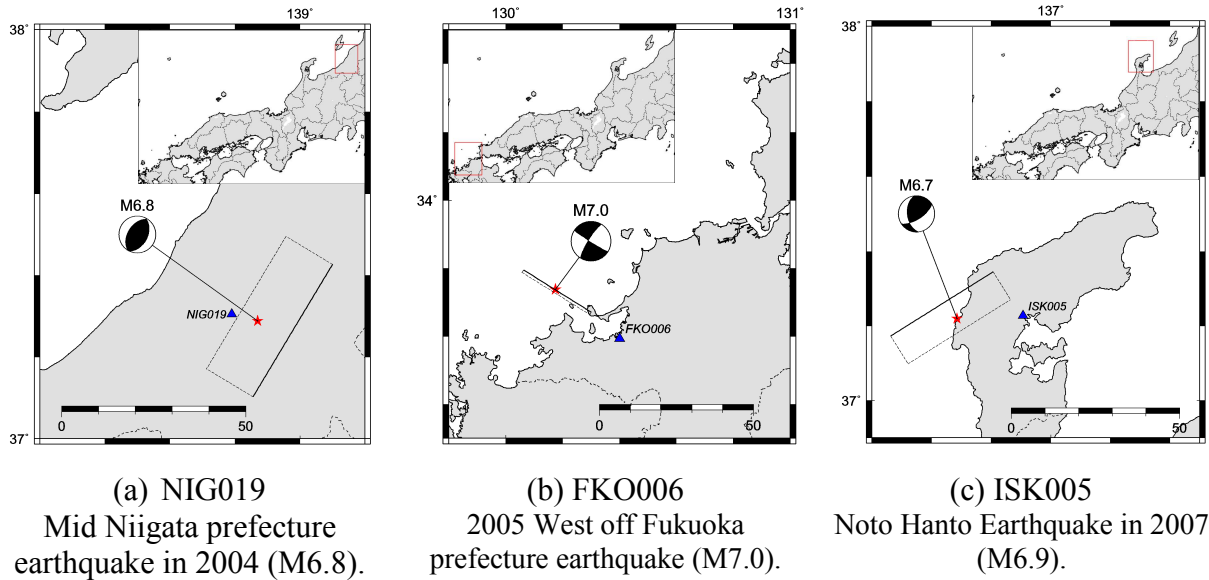 139°
38°
M6.8
NIG019
0
50
37°
130°
131°
34°
M7.0
FKO006
0
50
137°
38°
M6.7
ISK005
37°
0
50
(a) NIG019
Mid Niigata prefecture
earthquake in 2004 (M6.8).
(b) FKO006
2005 West off Fukuoka
prefecture earthquake (M7.0).
(c) ISK005
Noto Hanto Earthquake in 2007
(M6.9).